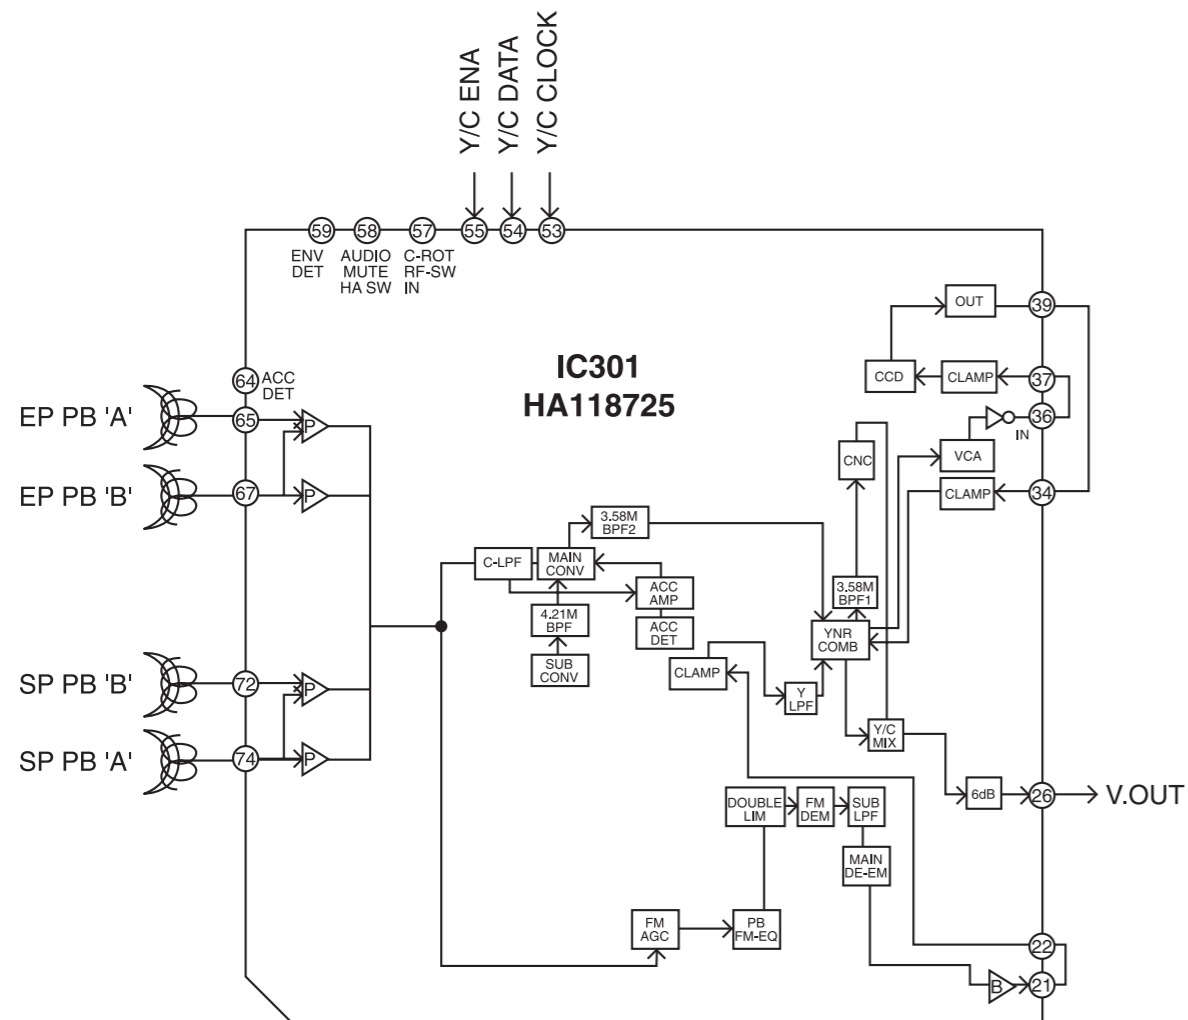 Y/C ENA
Y/C DATA
Y/C CLOCK
59
58
57
55
54
53
ENV
DET
AUDIO
MUTE
HA SW
C-ROT
RF-SW
IN
IC301
HA118725
64
ACC
DET
EP PB 'A'
65
P
EP PB 'B'
67
P
SP PB 'B'
72
P
SP PB 'A'
74
P
OUT
39
CCD
CLAMP
37
36
IN
VCA
CNC
CLAMP
34
3.58M
BPF2
C-LPF
MAIN
CONV
ACC
AMP
ACC
DET
4.21M
BPF
SUB
CONV
3.58M
BPF1
YNR
COMB
CLAMP
Y
LPF
Y/C
MIX
6dB
26
V.OUT
DOUBLE
LIM
FM
DEM
SUB
LPF
MAIN
DE-EM
FM
AGC
PB
FM-EQ
22
B
21